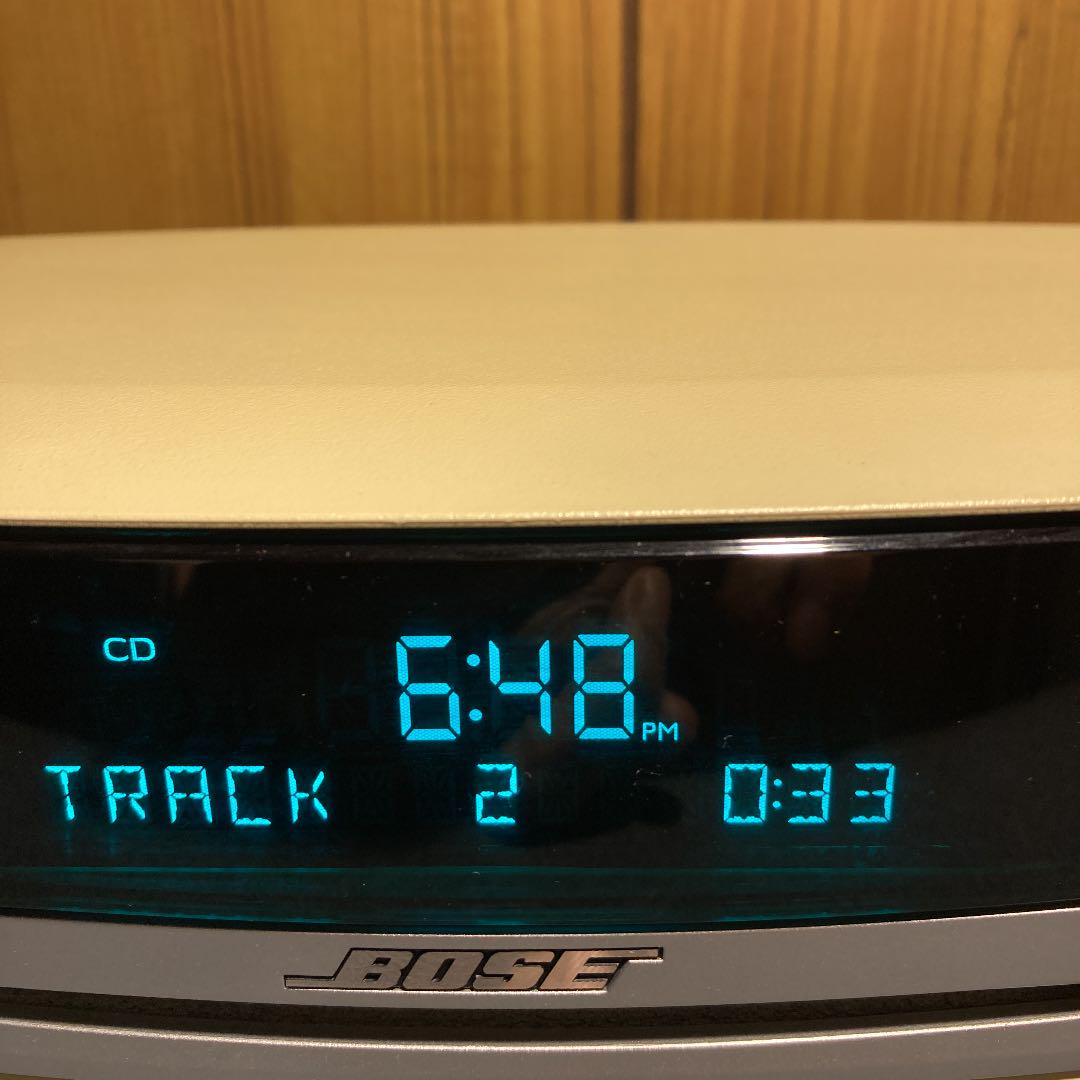 CD
6:48 PM
TRACK 2 0:33
BOSE